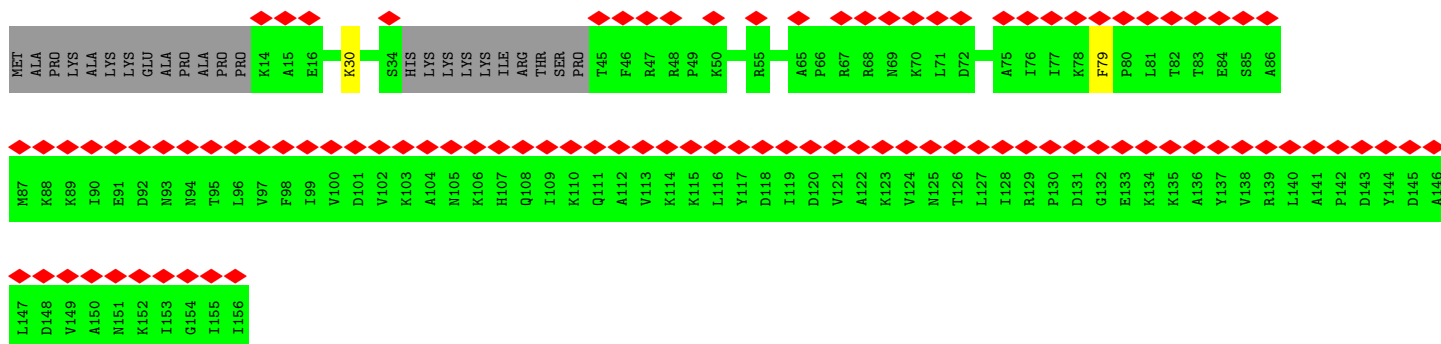 MET ALA PRO LYS ALA LYS LYS GLU ALA PRO ALA PRO PRO K14 A15 E16 K30 S34 HIS LYS LYS LYS LYS ILE ARG THR SER PRO T45 F46 R47 R48 P49 K50 R55 A65 P66 R67 R68 N69 K70 L71 D72 A75 I76 I77 K78 F79 P80 L81 T82 T83 E84 S85 A86
M87 K88 K89 I90 E91 D92 N93 N94 T95 L96 V97 F98 I99 V100 D101 V102 K103 A104 N105 K106 H107 Q108 I109 K110 Q111 A112 V113 K114 K115 L116 Y117 D118 I119 D120 V121 A122 K123 V124 N125 T126 L127 I128 R129 P130 D131 G132 E133 K134 K135 A136 Y137 V138 R139 L140 A141 P142 D143 Y144 D145 A146
L147 D148 V149 A150 N151 K152 I153 G154 I155 I156